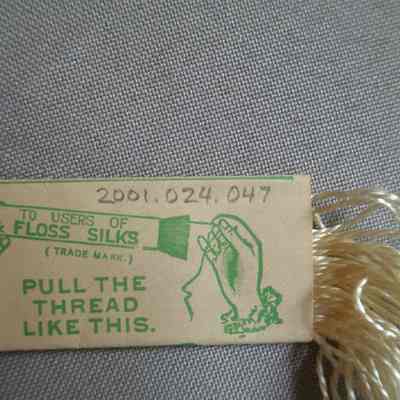 2001.024.047
TO USERS OF
FLOSS SILKS
(TRADE MARK.)
PULL THE
THREAD
LIKE THIS.